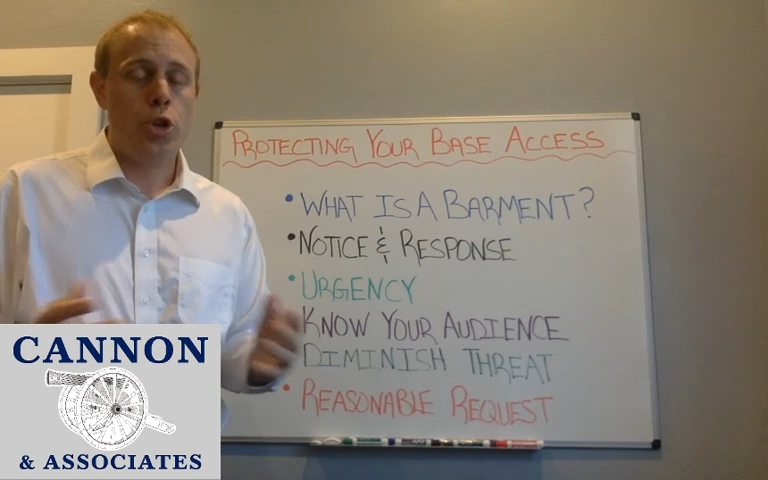 PROTECTING YOUR BASE ACCESS
• WHAT IS A BARMENT?
• NOTICE & RESPONSE
• URGENCY
KNOW YOUR AUDIENCE
DIMINISH THREAT
• REASONABLE REQUEST
CANNON
& ASSOCIATES